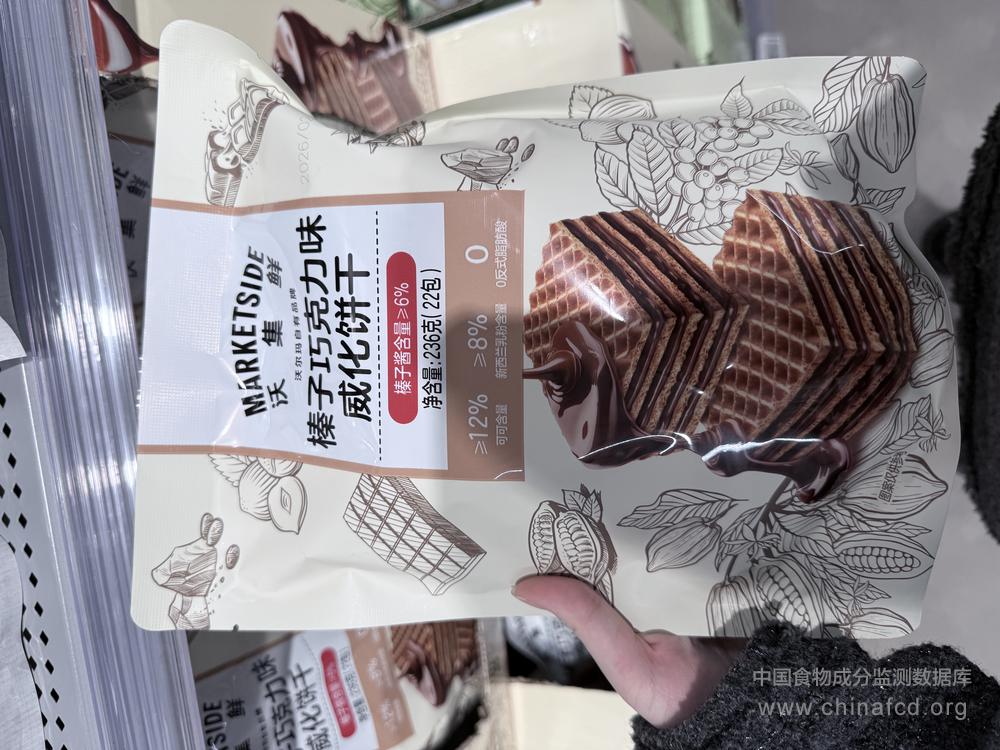 MARKETSIDE
沃集鲜
沃尔玛自有品牌
榛子巧克力味
威化饼干
榛子酱含量≥6%
净含量:236克(22包)
≥12%
可可含量
≥8%
新西兰乳粉含量
0
0反式脂肪酸
图案仅供参考
中国食物成分监测数据库
www.chinafcd.org